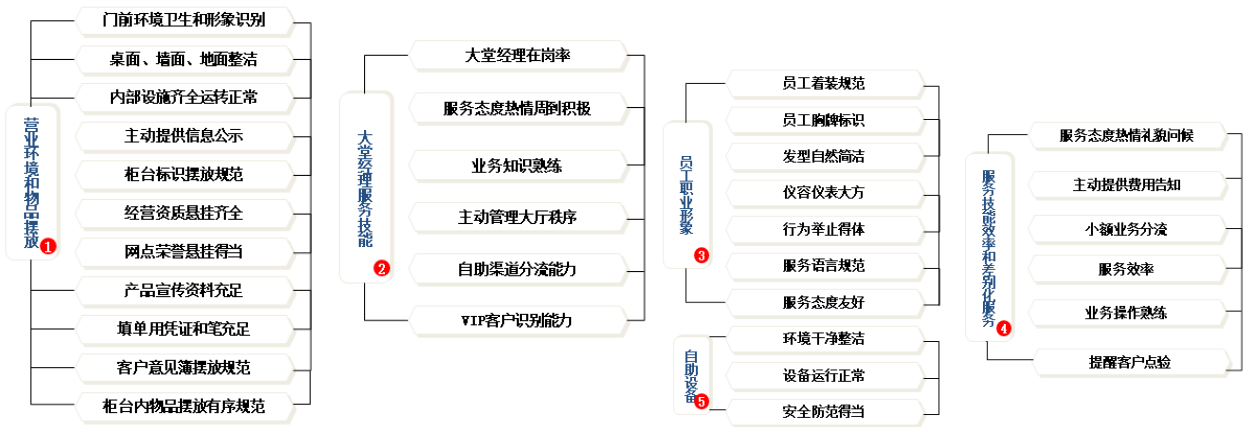 营业环境和物品摆放
1
门前环境卫生和形象识别
桌面、墙面、地面整洁
内部设施齐全运转正常
主动提供信息公示
柜台标识摆放规范
经营资质悬挂齐全
网点荣誉悬挂得当
产品宣传资料充足
填单用凭证和笔充足
客户意见簿摆放规范
柜台内物品摆放有序规范
大堂经理服务技能
2
大堂经理在岗率
服务态度热情周到积极
业务知识熟练
主动管理大厅秩序
自助渠道分流能力
VIP客户识别能力
员工职业形象
3
员工着装规范
员工胸牌标识
发型自然简洁
仪容仪表大方
行为举止得体
服务语言规范
服务态度友好
自助设备
5
环境干净整洁
设备运行正常
安全防范得当
服务技能效率和差别化服务
4
服务态度热情礼貌问候
主动提供费用告知
小额业务分流
服务效率
业务操作熟练
提醒客户点验